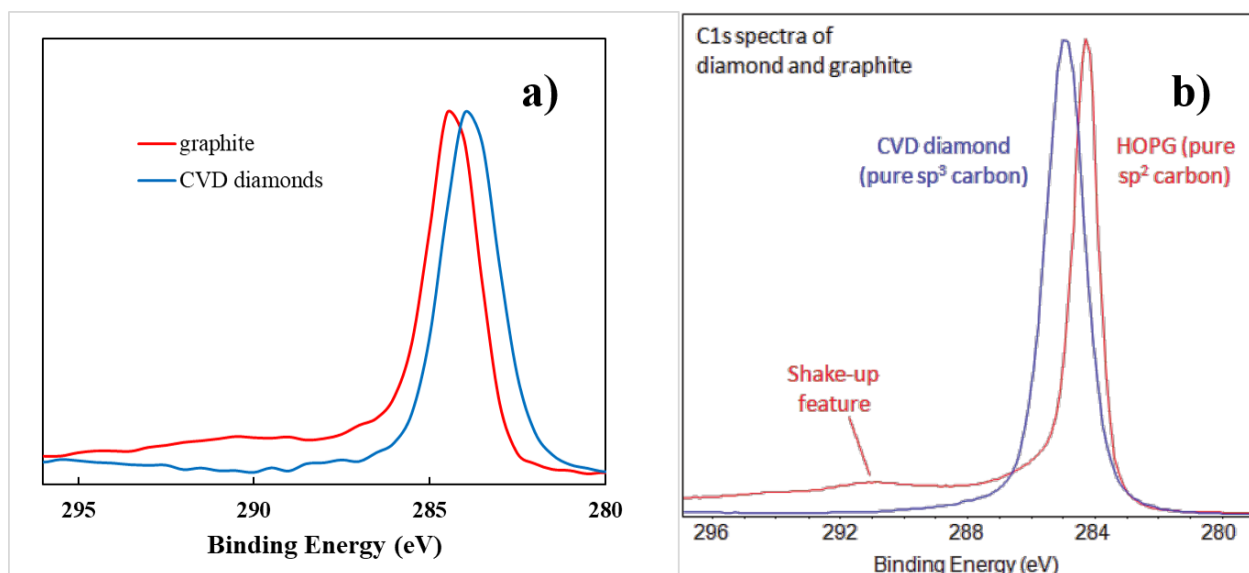 a)
graphite
CVD diamonds
295
290
285
280
Binding Energy (eV)
C1s spectra of
diamond and graphite
b)
CVD diamond
(pure sp³ carbon)
HOPG (pure
sp² carbon)
Shake-up
feature
296
292
288
284
280
Binding Energy (eV)